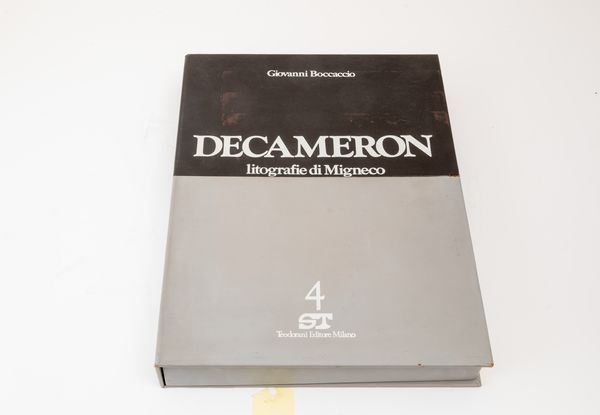 Giovanni Boccaccio
DECAMERON
litografie di Migneco
4
ST
Teodorani Editore Milano